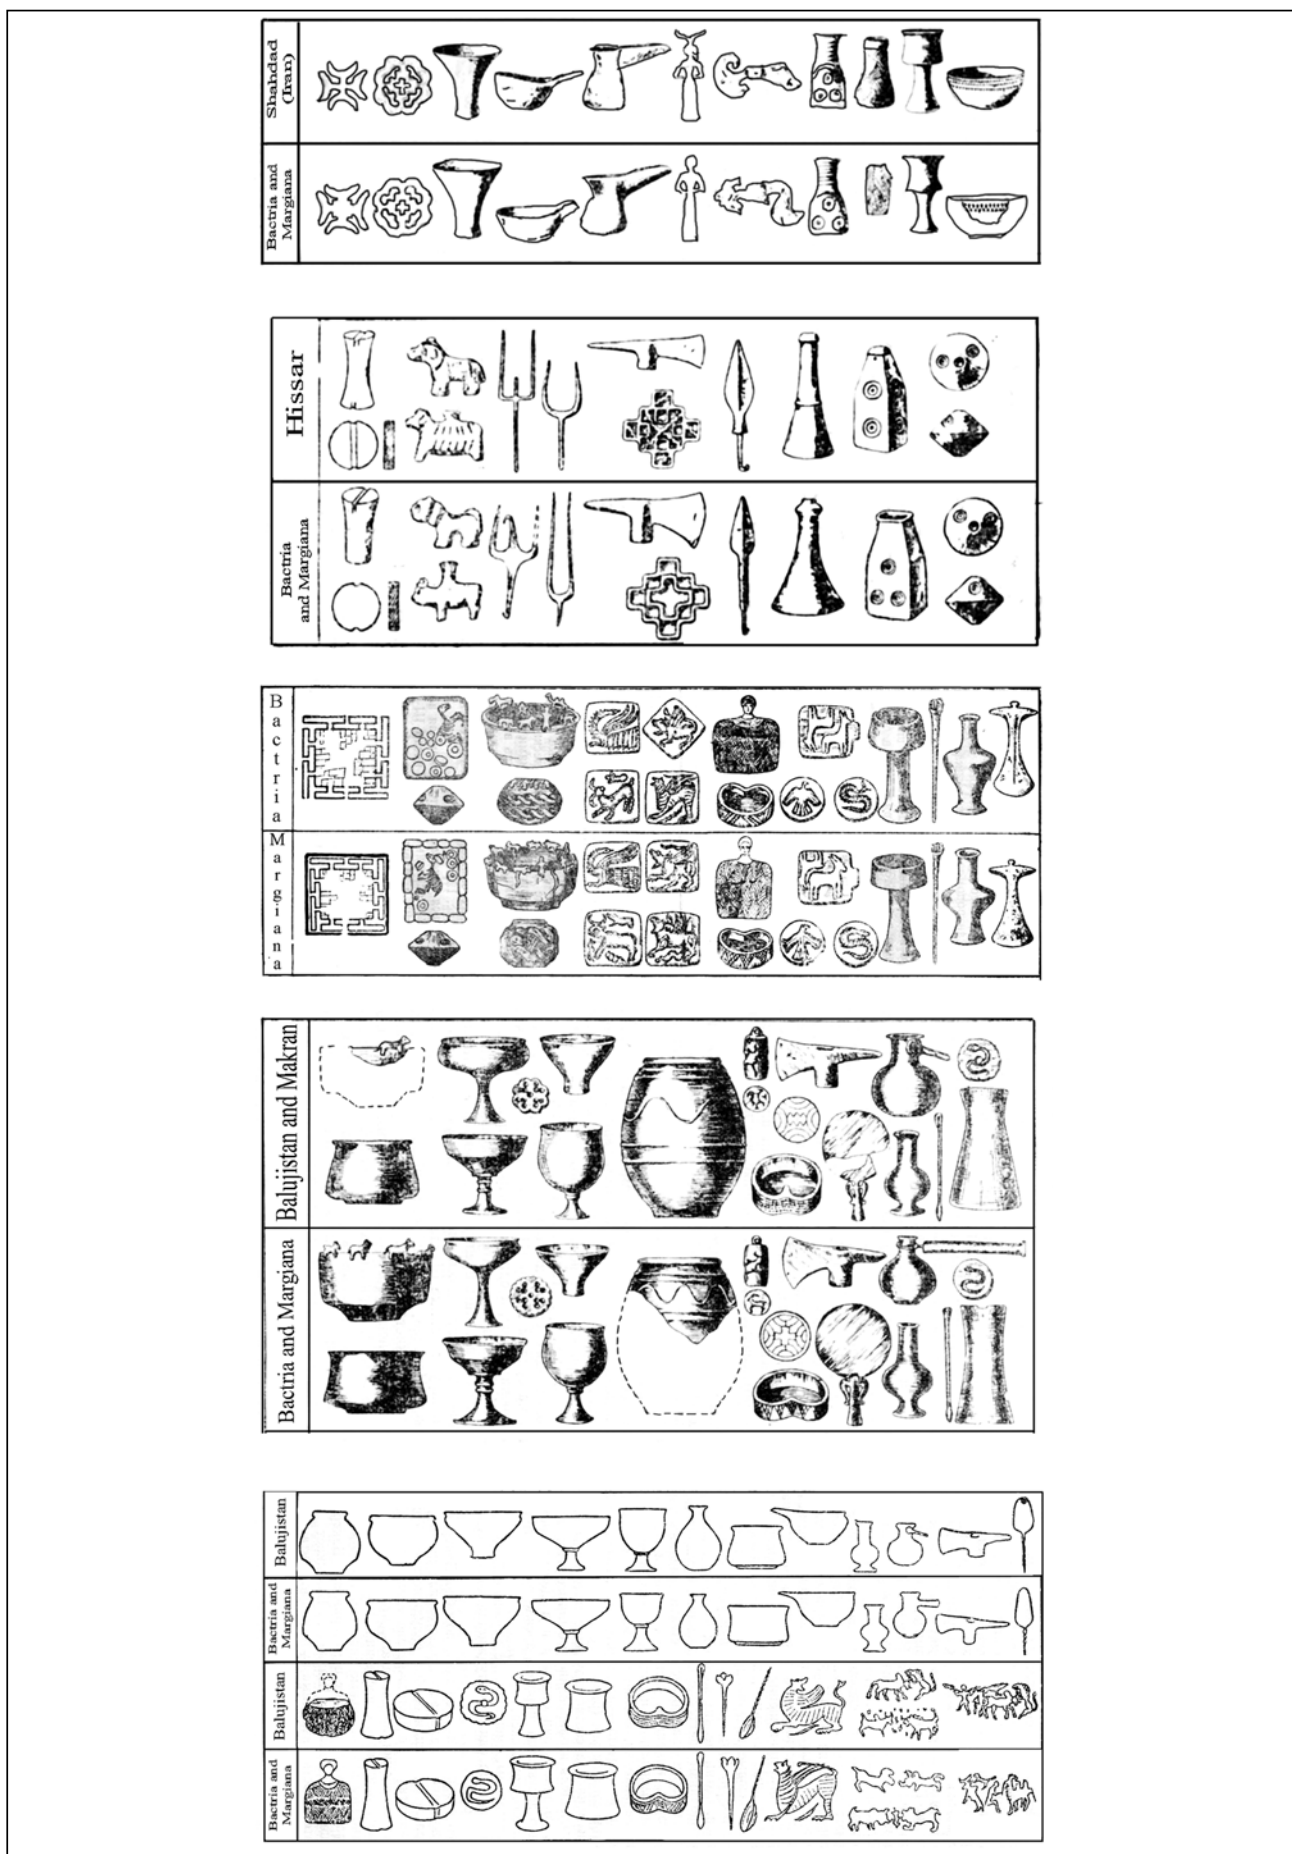 Shahdad
(Iran)
Bactria and
Margiana
Hissar
Bactria
and Margiana
Bactria
Margiana
Balujistan and Makran
Bactria and Margiana
Balujistan
Bactria and
Margiana
Balujistan
Bactria and
Margiana